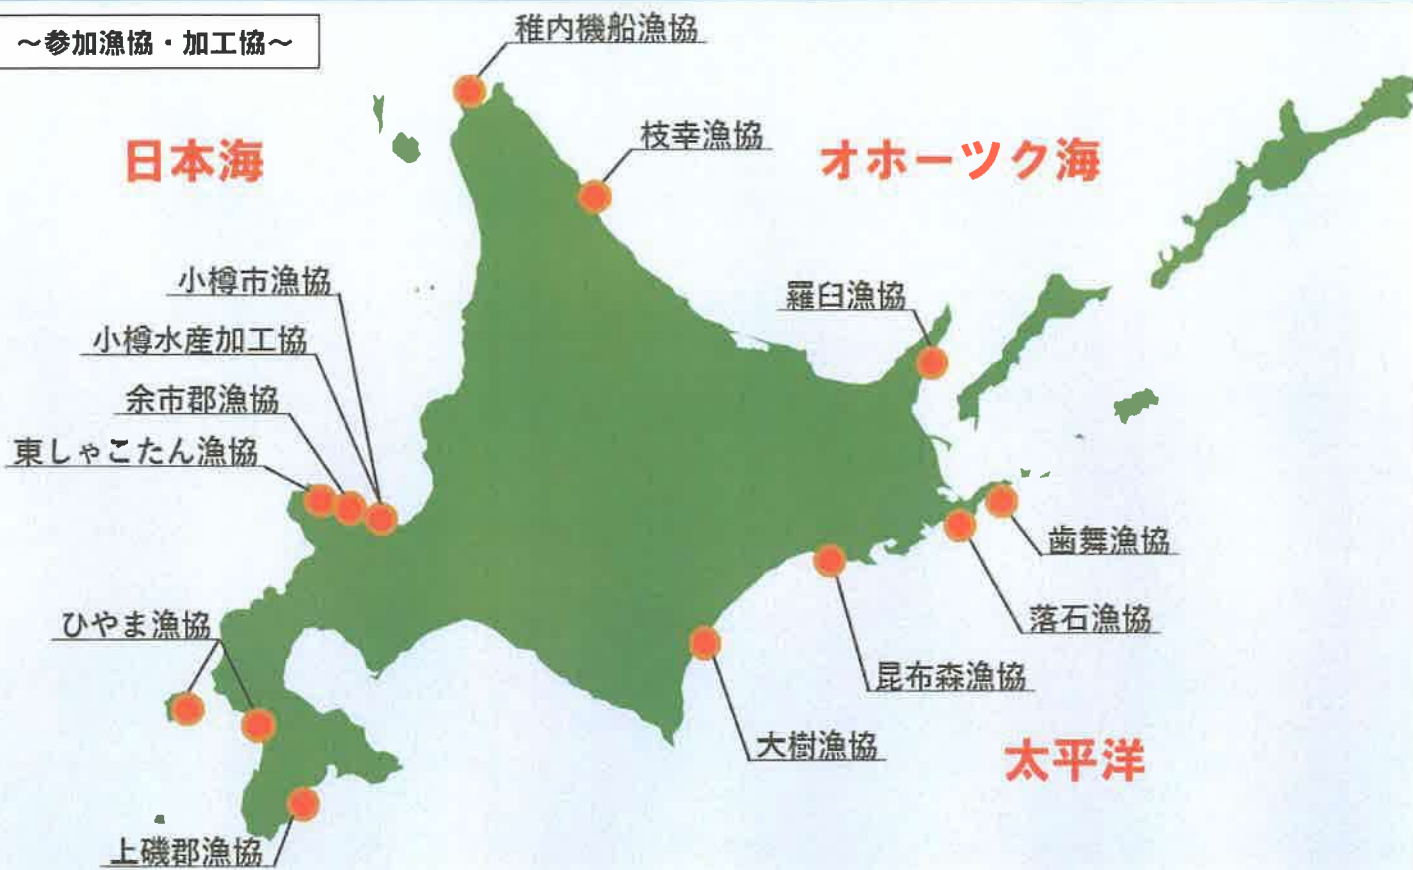 ～参加漁協・加工協～
稚内機船漁協
枝幸漁協
日本海
オホーツク海
小樽市漁協
羅臼漁協
小樽水産加工協
余市郡漁協
東しゃこたん漁協
歯舞漁協
ひやま漁協
落石漁協
昆布森漁協
大樹漁協
太平洋
上磯郡漁協